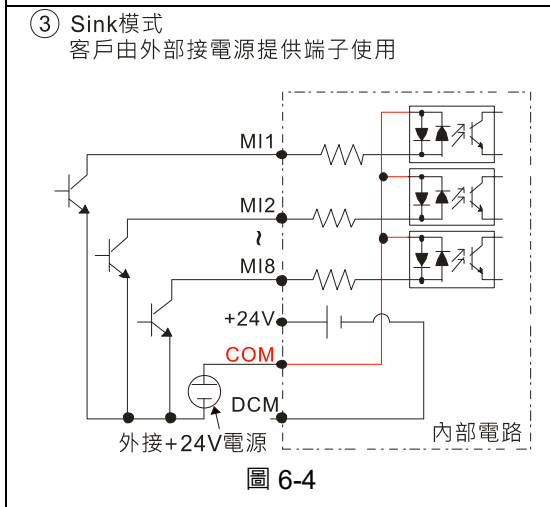 ③ Sink模式
客戶由外部接電源提供端子使用
MI1
MI2
~
MI8
+24V
COM
DCM
外接+24V電源
內部電路
圖 6-4